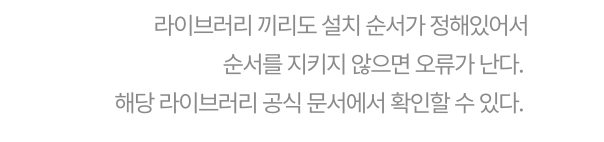 라이브러리 끼리도 설치 순서가 정해있어서
순서를 지키지 않으면 오류가 난다.
해당 라이브러리 공식 문서에서 확인할 수 있다.